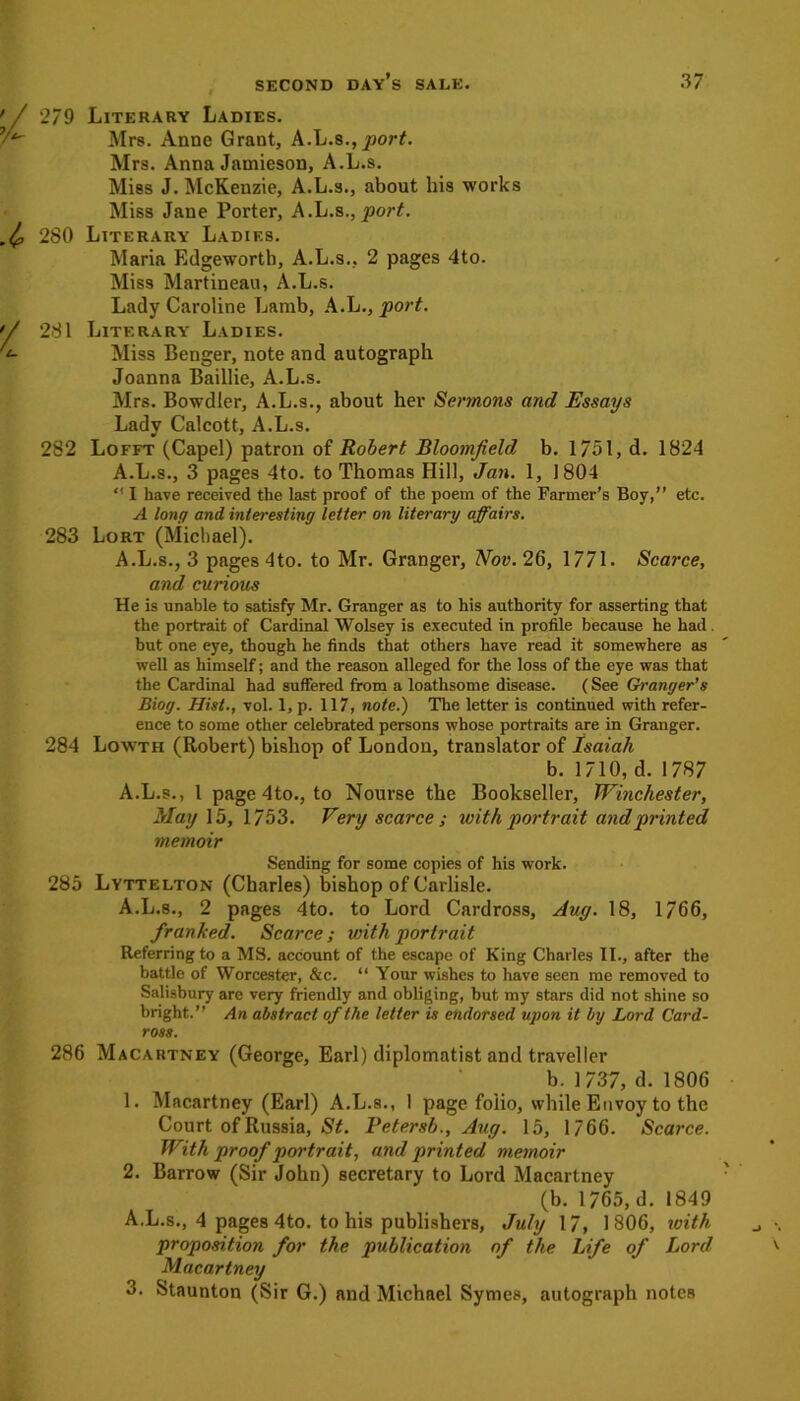 SECOND DAY'S SALE. 37
279 LITERARY LADIES.
Mrs. Anne Grant, A.L.s., port.
Mrs. Anna Jamieson, A.L.s.
Miss J. McKenzie, A.L.s., about his works
Miss Jane Porter, A.L.s., port.
280 LITERARY LADIES.
Maria Edgeworth, A.L.s., 2 pages 4to.
Miss Martineau, A.L.s.
Lady Caroline Lamb, A.L., port.
281 LITERARY LADIES.
Miss Benger, note and autograph
Joanna Baillie, A.L.s.
Mrs. Bowdler, A.L.s., about her Sermons and Essays
Lady Calcott, A.L.s.
282 LOFFT (Capel) patron of Robert Bloomfield b. 1751, d. 1824
A.L.s., 3 pages 4to. to Thomas Hill, Jan. 1, 1804
"I have received the last proof of the poem of the Farmer's Boy," etc.
A long and interesting letter on literary affairs.
283 LORT (Michael).
A.L.s., 3 pages 4to. to Mr. Granger, Nov. 26, 1771. Scarce,
and curious
He is unable to satisfy Mr. Granger as to his authority for asserting that
the portrait of Cardinal Wolsey is executed in profile because he had
but one eye, though he finds that others have read it somewhere as
well as himself; and the reason alleged for the loss of the eye was that
the Cardinal had suffered from a loathsome disease. (See Granger's
Biog. Hist., vol. 1, p. 117, note.) The letter is continued with refer-
ence to some other celebrated persons whose portraits are in Granger.
284 LOWTH (Robert) bishop of London, translator of Isaiah
b. 1710, d. 1787
A.L.s., 1 page 4to., to Nourse the Bookseller, Winchester,
May 15, 1753. Very scarce; with portrait and printed
memoir
Sending for some copies of his work.
285 LYTTELTON (Charles) bishop of Carlisle.
A.L.s., 2 pages 4to. to Lord Cardross, Aug. 18, 1766,
franked. Scarce; with portrait
Referring to a MS. account of the escape of King Charles II., after the
battle of Worcester, &c. "Your wishes to have seen me removed to
Salisbury are very friendly and obliging, but my stars did not shine so
bright." An abstract of the letter is endorsed upon it by Lord Card-
ross.
286 MACARTNEY (George, Earl) diplomatist and traveller
b. 1737, d. 1806
1. Macartney (Earl) A.L.s., 1 page folio, while Envoy to the
Court of Russia, St. Petersb., Aug. 15, 1766. Scarce.
With proof portrait, and printed memoir
2. Barrow (Sir John) secretary to Lord Macartney
(b. 1765, d. 1849
A.L.s., 4 pages 4to. to his publishers, July 17, 1806, with
proposition for the publication of the Life of Lord
Macartney
3. Staunton (Sir G.) and Michael Symes, autograph notes